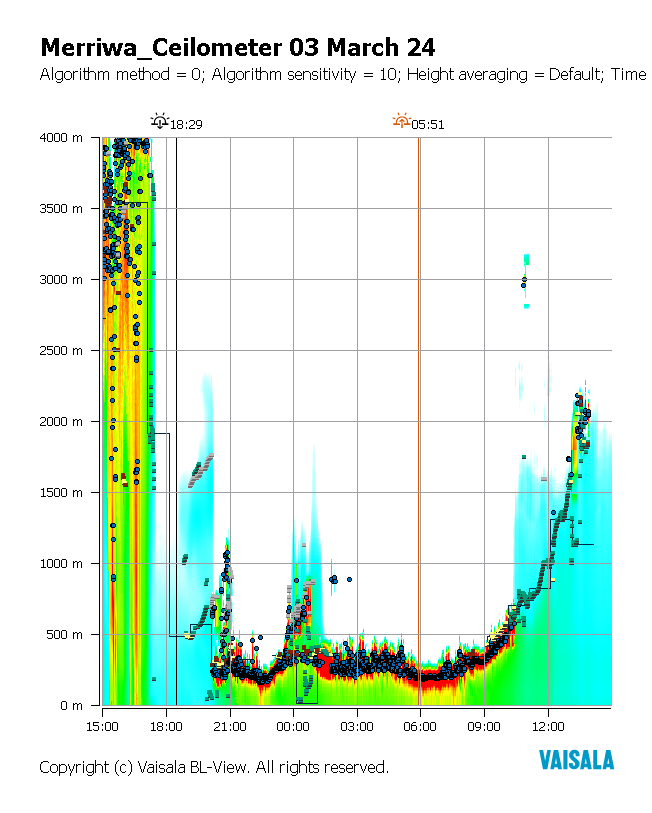 Merriwa_Ceilometer 03 March 24
Algorithm method = 0; Algorithm sensitivity = 10; Height averaging = Default; Time
18:29
05:51
4000 m
3500 m
3000 m
2500 m
2000 m
1500 m
1000 m
500 m
0 m
15:00 18:00 21:00 00:00 03:00 06:00 09:00 12:00
VAISALA
Copyright (c) Vaisala BL-View. All rights reserved.